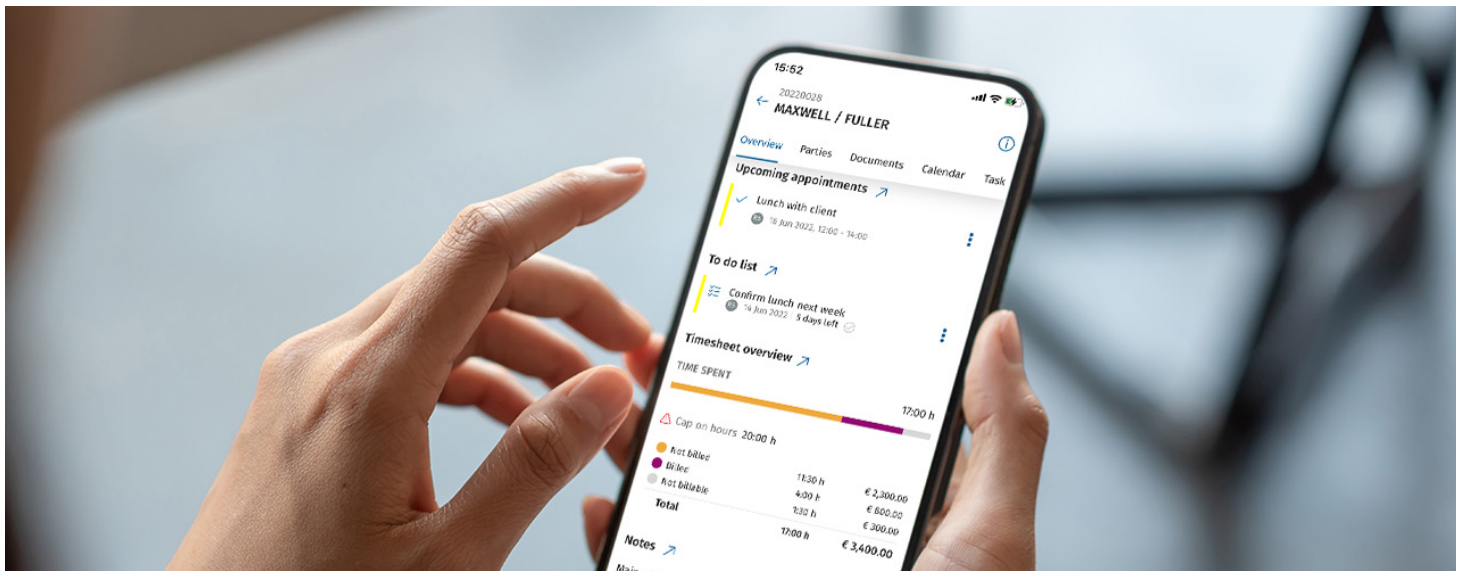 15:52
20220028
MAXWELL / FULLER
Overview Parties Documents Calendar Task
Upcoming appointments
Lunch with client
RS 16 Jun 2022, 12:00 - 14:00
To do list
Confirm lunch next week
RS 14 Jun 2022 5 days left
Timesheet overview
TIME SPENT 17:00 h
Cap on hours 20:00 h
Not billed 11:30 h € 2,300.00
Billed 4:00 h € 800.00
Not billable 1:30 h € 300.00
Total 17:00 h € 3,400.00
Notes